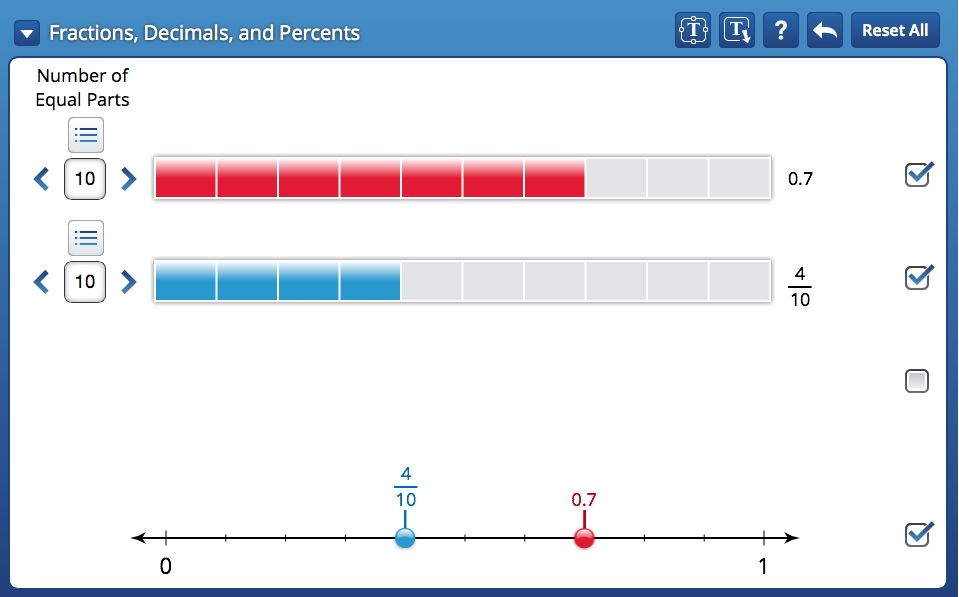 Fractions, Decimals, and Percents
T
T
?
Reset All
Number of
Equal Parts
10
0.7
10
4
10
4
10
0.7
0
1